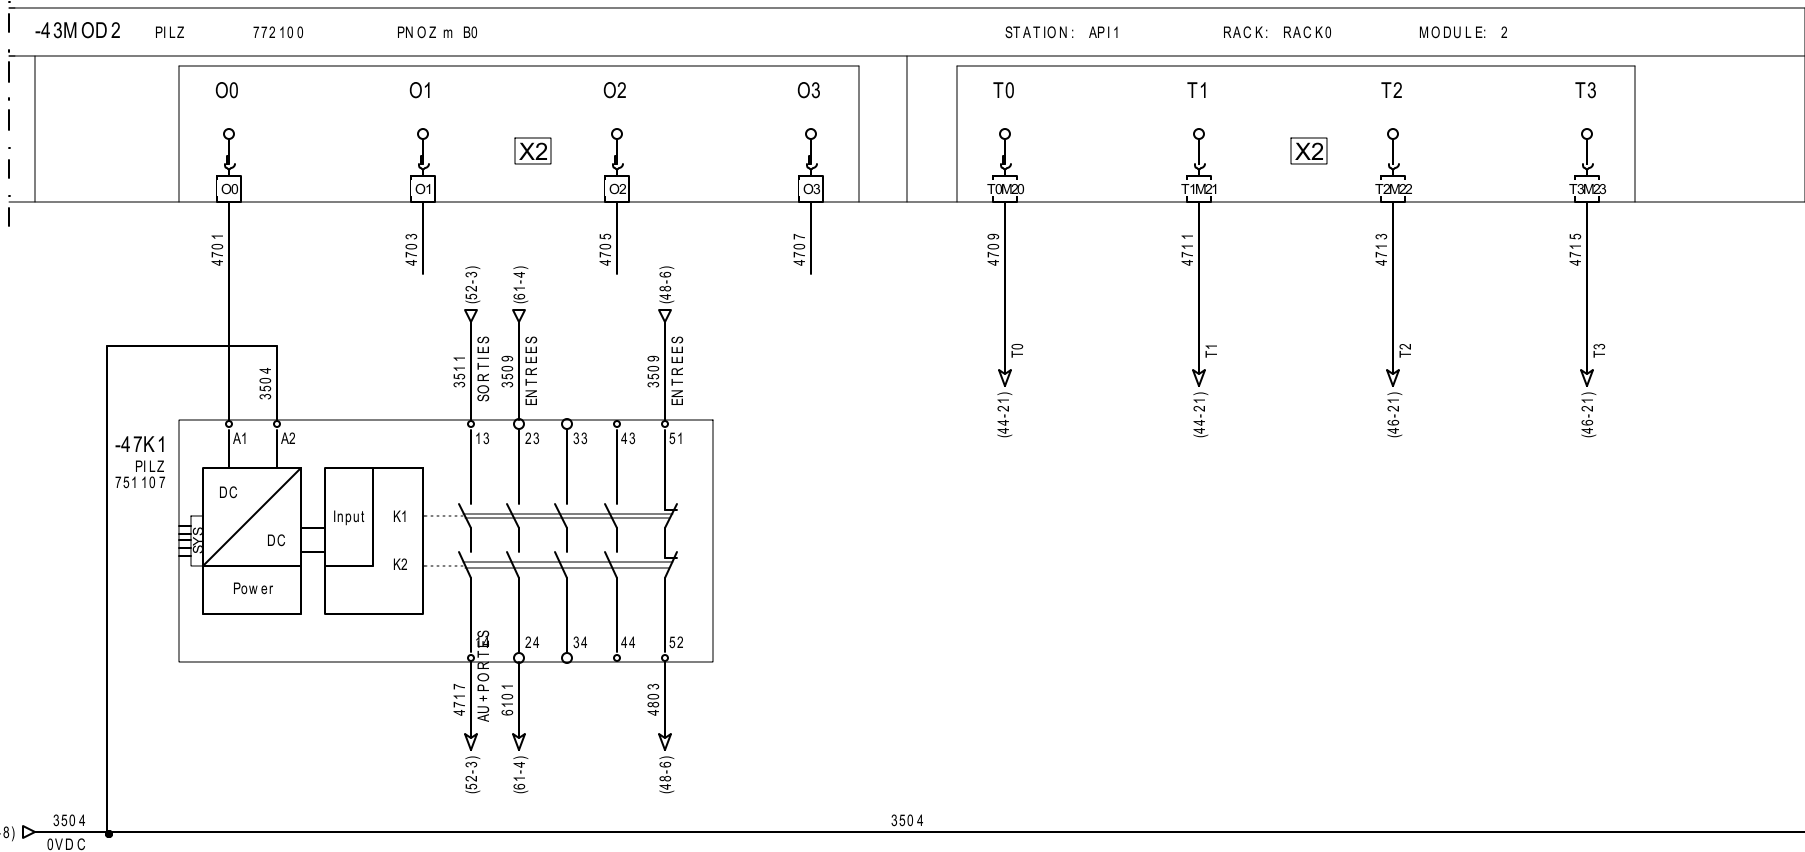 -43MOD2 PILZ 772100 PNOZ m B0 STATION: API1 RACK: RACK0 MODULE: 2
O0 O1 O2 O3 T0 T1 T2 T3
X2 X2
O0 O1 O2 O3 T0M20 T1M21 T2M22 T3M23
4701 4703 4705 4707 4709 4711 4713 4715
(52-3) (61-4) (48-6)
T0 T1 T2 T3
3504 3511 SORTIES 3509 ENTREES 3509 ENTREES
(44-21) (44-21) (46-21) (46-21)
-47K1 A1 A2 13 23 33 43 51
PILZ
751107
DC
SYS DC Input K1
K2
Power
14 24 34 44 52
4717 AU+PORTES 6101 4803
(52-3) (61-4) (48-6)
-8) 3504 3504
0VDC